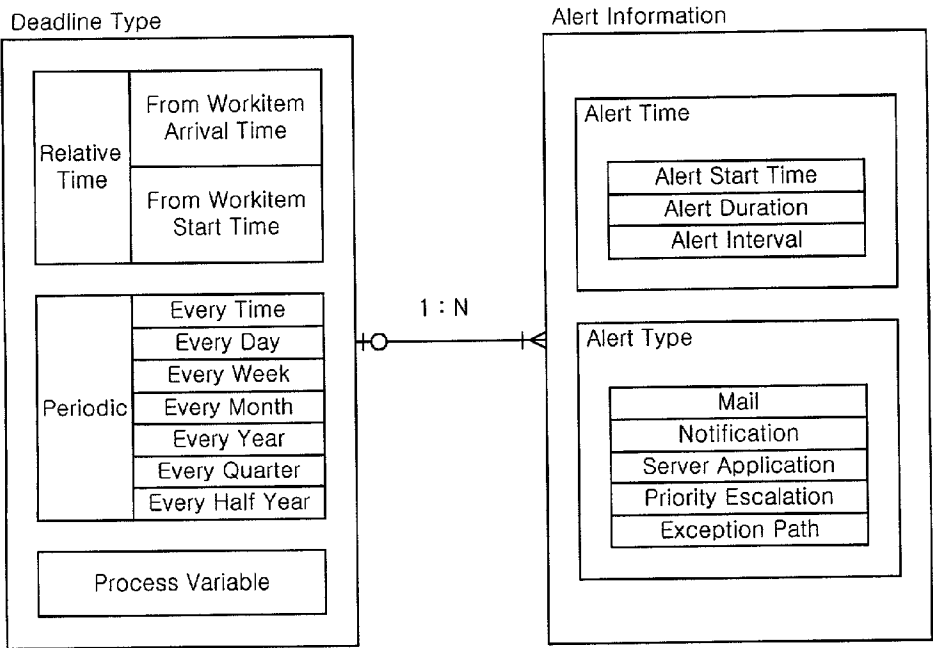 Deadline Type
Relative
Time
From Workitem
Arrival Time
From Workitem
Start Time
Periodic
Every Time
Every Day
Every Week
Every Month
Every Year
Every Quarter
Every Half Year
Process Variable
1 : N
Alert Information
Alert Time
Alert Start Time
Alert Duration
Alert Interval
Alert Type
Mail
Notification
Server Application
Priority Escalation
Exception Path